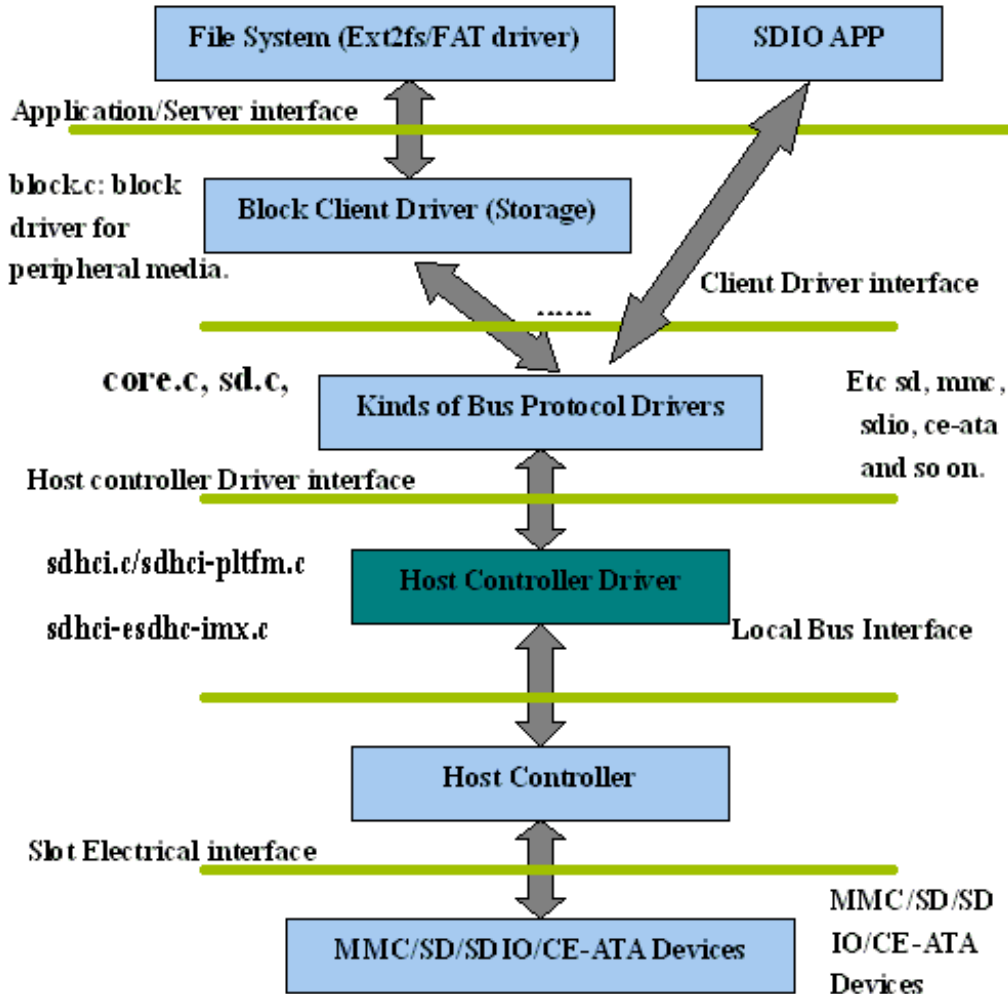 File System (Ext2fs/FAT driver)
SDIO APP
Application/Server interface
block.c: block
driver for
peripheral media.
Block Client Driver (Storage)
Client Driver interface
......
core.c, sd.c,
Kinds of Bus Protocol Drivers
Etc sd, mmc,
sdio, ce-ata
and so on.
Host controller Driver interface
sdhci.c/sdhci-pltfm.c
Host Controller Driver
sdhci-esdhc-imx.c
Local Bus Interface
Host Controller
Slot Electrical interface
MMC/SD/SDIO/CE-ATA Devices
MMC/SD/SD
IO/CE-ATA
Devices